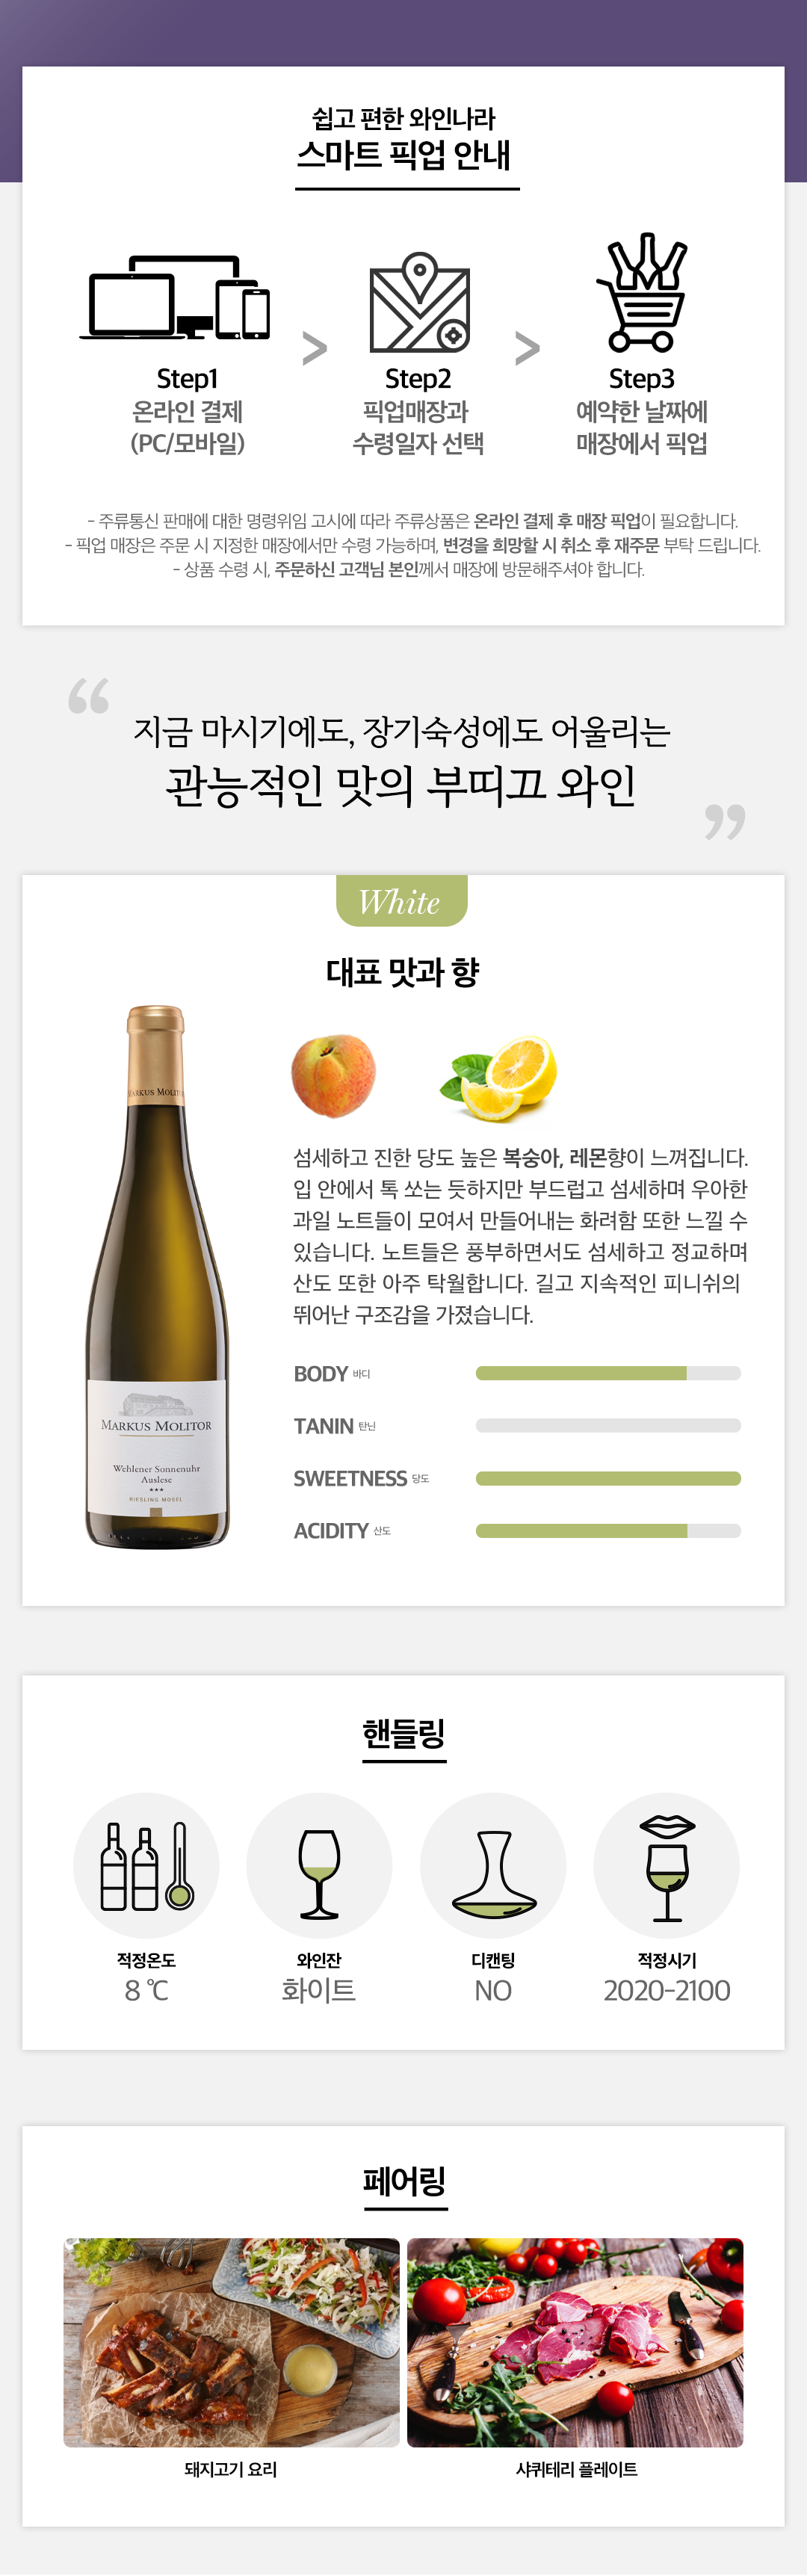 쉽고 편한 와인나라
스마트 픽업 안내
Step1
온라인 결제
(PC/모바일)
>
Step2
픽업매장과
수령일자 선택
>
Step3
예약한 날짜에
매장에서 픽업
- 주류통신 판매에 대한 명령위임 고시에 따라 주류상품은 온라인 결제 후 매장 픽업이 필요합니다.
- 픽업 매장은 주문 시 지정한 매장에서만 수령 가능하며, 변경을 희망할 시 취소 후 재주문 부탁 드립니다.
- 상품 수령 시, 주문하신 고객님 본인께서 매장에 방문해주셔야 합니다.
“
지금 마시기에도, 장기숙성에도 어울리는
관능적인 맛의 부띠끄 와인
”
White
대표 맛과 향
MARKUS MOLITOR
MARKUS MOLITOR
Wehlener Sonnenuhr
Auslese
★★★
RIESLING MOSEL
섬세하고 진한 당도 높은 복숭아, 레몬향이 느껴집니다.
입 안에서 톡 쏘는 듯하지만 부드럽고 섬세하며 우아한
과일 노트들이 모여서 만들어내는 화려함 또한 느낄 수
있습니다. 노트들은 풍부하면서도 섬세하고 정교하며
산도 또한 아주 탁월합니다. 길고 지속적인 피니쉬의
뛰어난 구조감을 가졌습니다.
BODY 바디
TANIN 탄닌
SWEETNESS 당도
ACIDITY 산도
핸들링
적정온도
8 ℃
와인잔
화이트
디캔팅
NO
적정시기
2020-2100
페어링
돼지고기 요리
샤퀴테리 플레이트